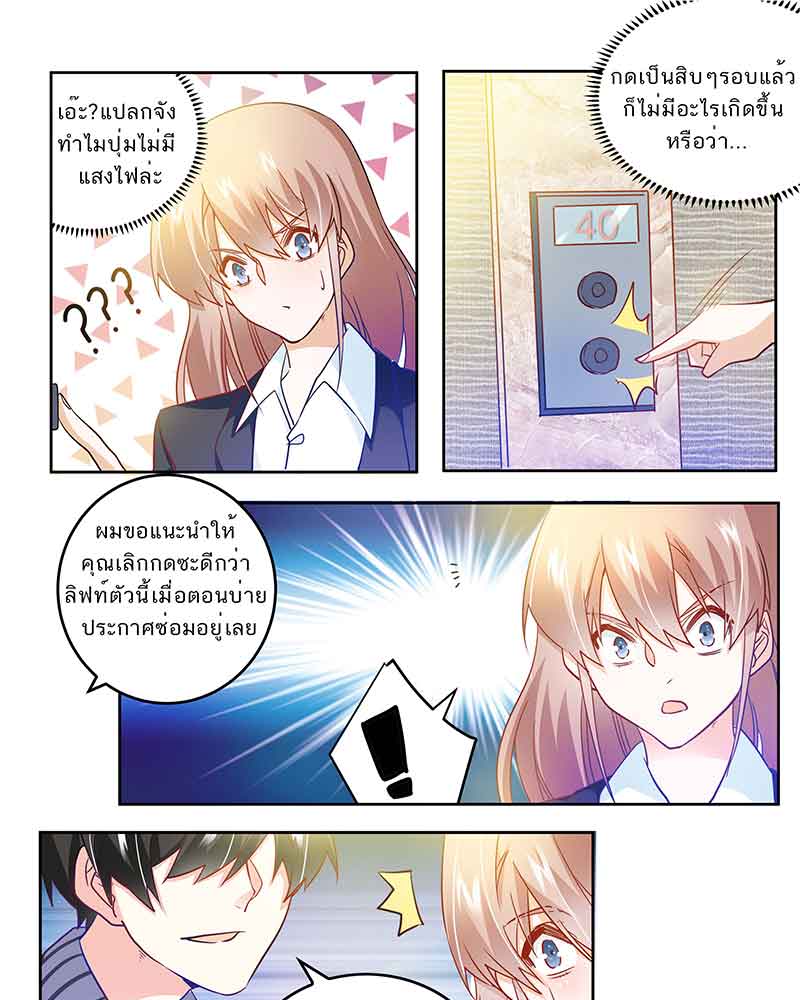 เอ๊ะ?แปลกจัง
ทำไมปุ่มไม่มี
แสงไฟล่ะ
???
กดเป็นสิบๆรอบแล้ว
ก็ไม่มีอะไรเกิดขึ้น
หรือว่า...
40
ผมขอแนะนำให้
คุณเลิกกดซะดีกว่า
ลิฟท์ตัวนี้เมื่อตอนบ่าย
ประกาศซ่อมอยู่เลย
!